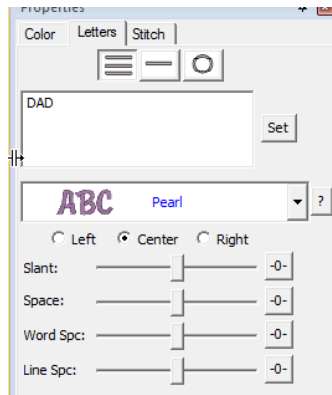 Properties
Color Letters Stitch
DAD
Set
ABC Pearl ?
Left Center Right
Slant: -0-
Space: -0-
Word Spc: -0-
Line Spc: -0-